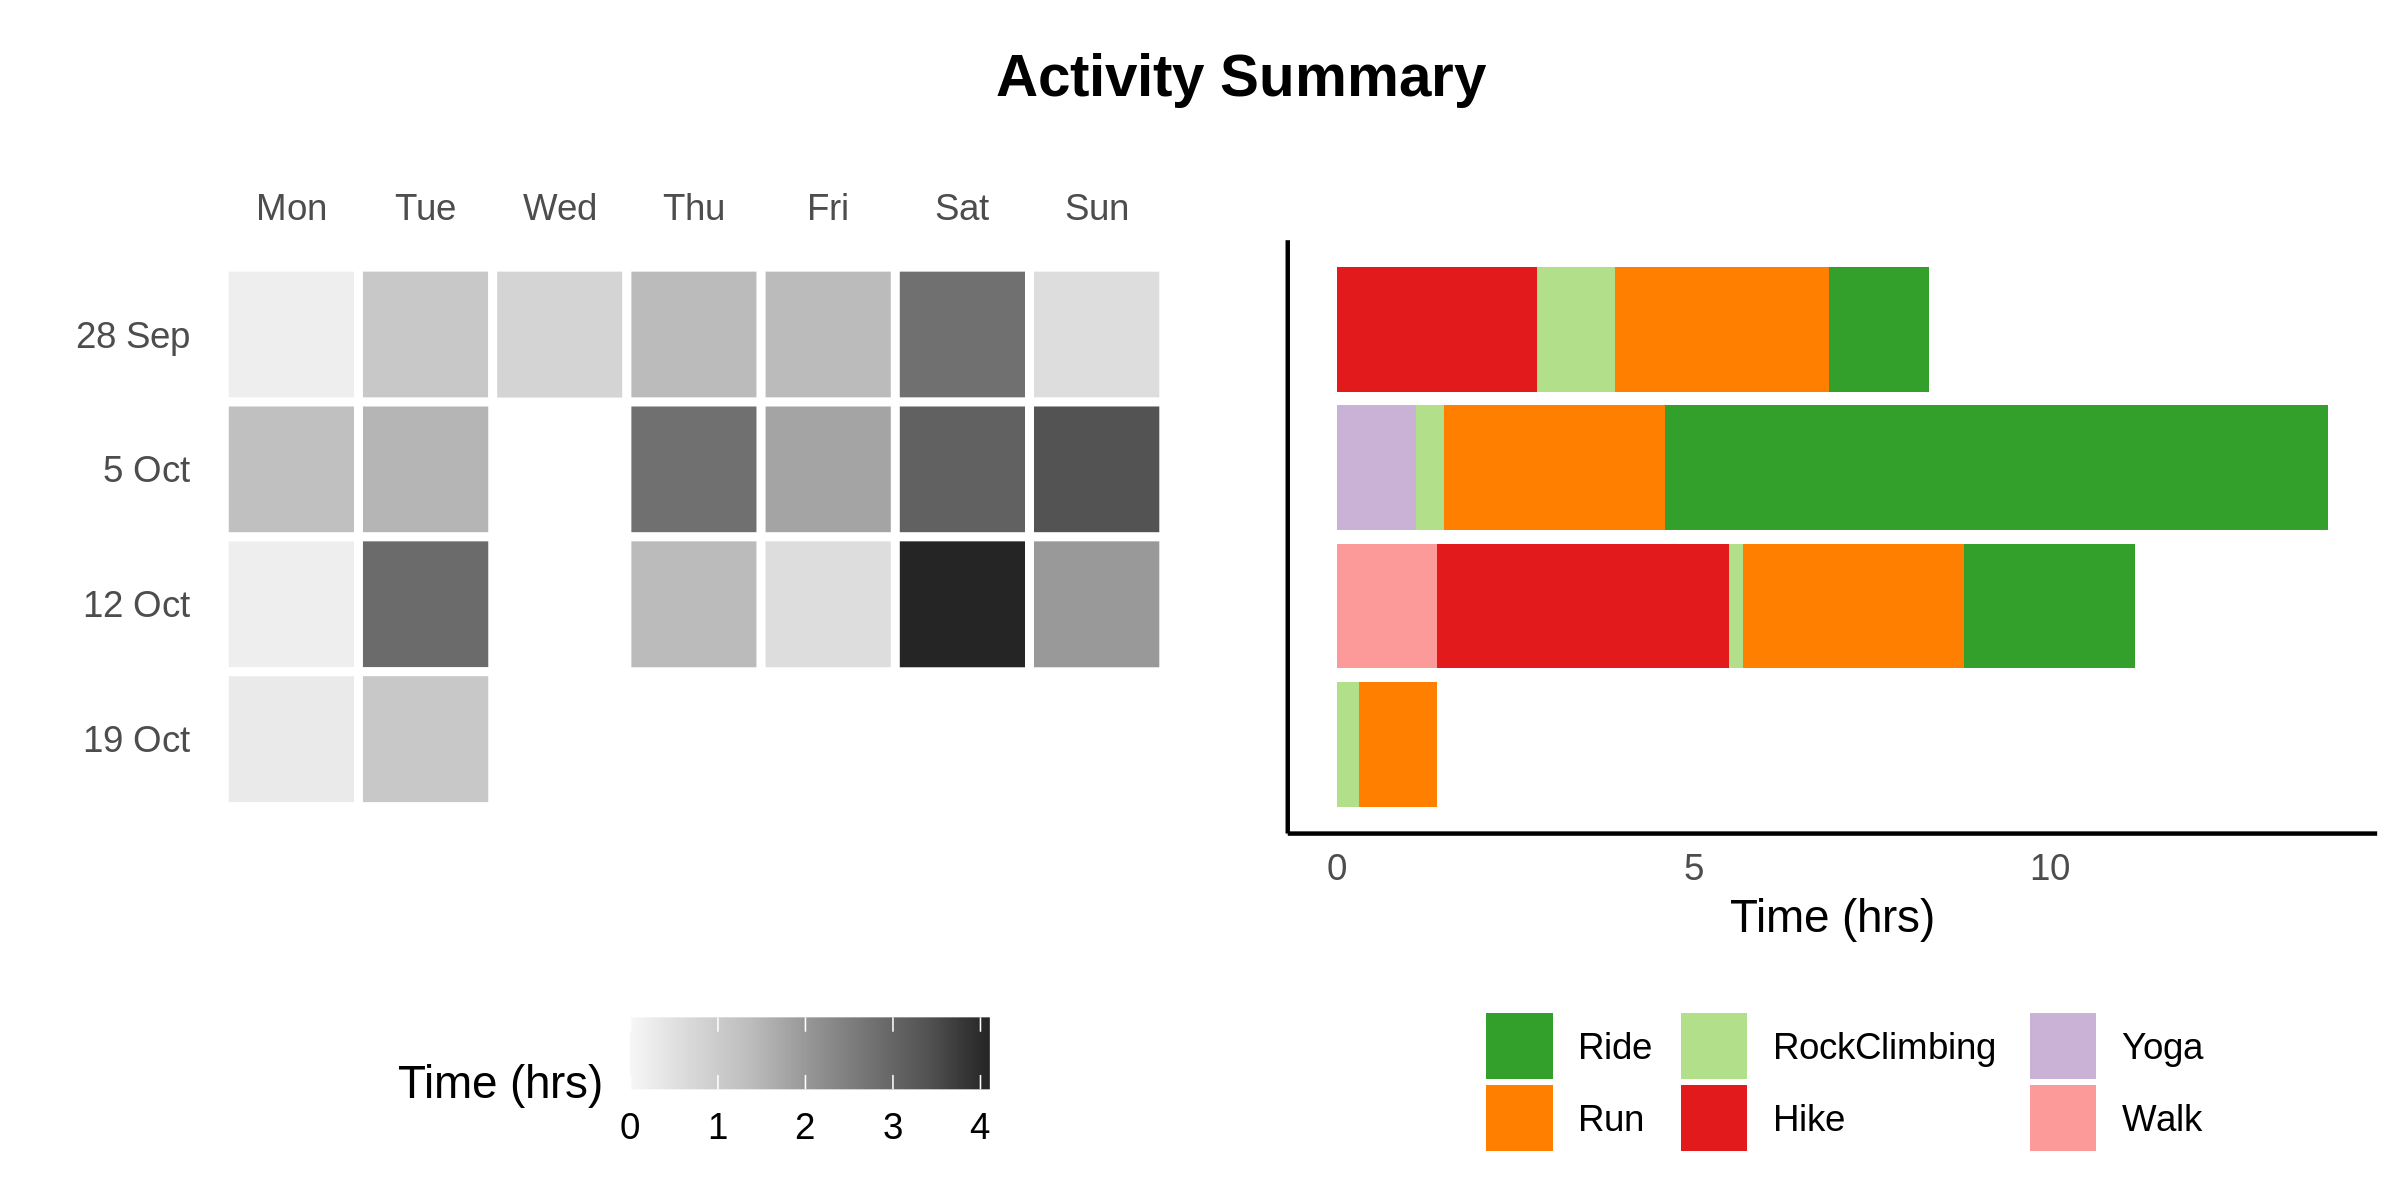 Activity Summary
Mon Tue Wed Thu Fri Sat Sun
28 Sep
5 Oct
12 Oct
19 Oct
0 5 10
Time (hrs)
Time (hrs)
0 1 2 3 4
Ride RockClimbing Yoga
Run Hike Walk